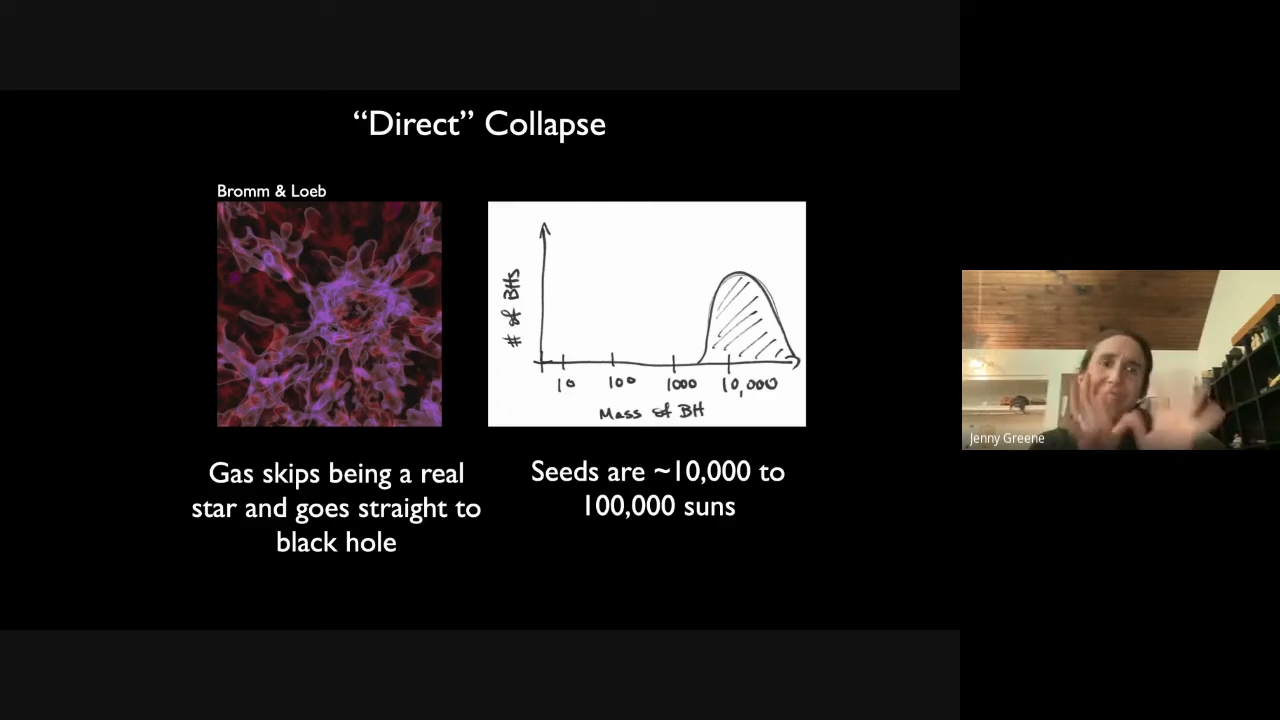 “Direct” Collapse
Bromm & Loeb
# of BHs
10 100 1000 10,000
Mass of BH
Gas skips being a real
star and goes straight to
black hole
Seeds are ~10,000 to
100,000 suns
Jenny Greene